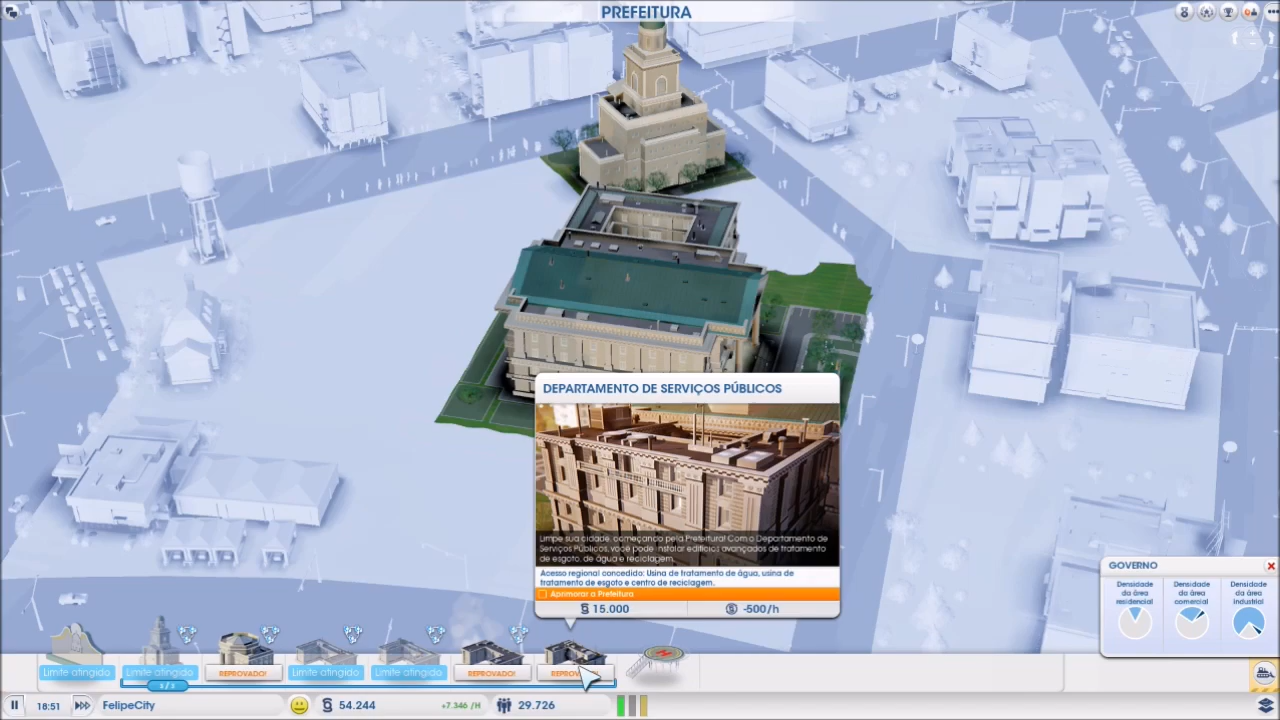 PREFEITURA
DEPARTAMENTO DE SERVIÇOS PÚBLICOS
Limpe sua cidade, começando pela Prefeitura! Com o Departamento de
Serviços Públicos, você pode instalar edifícios avançados de tratamento
de esgoto, de água e reciclagem.
Acesso regional concedido: Usina de tratamento de água, usina de
tratamento de esgoto e centro de reciclagem.
Aprimorar a Prefeitura
15.000
-500/h
GOVERNO
Densidade
da área
residencial
Densidade
da área
comercial
Densidade
da área
industrial
Limite atingido
Limite atingido
REPROVADO!
Limite atingido
Limite atingido
REPROVADO!
18:51
FelipeCity
54.244
+7.346 /H
29.726